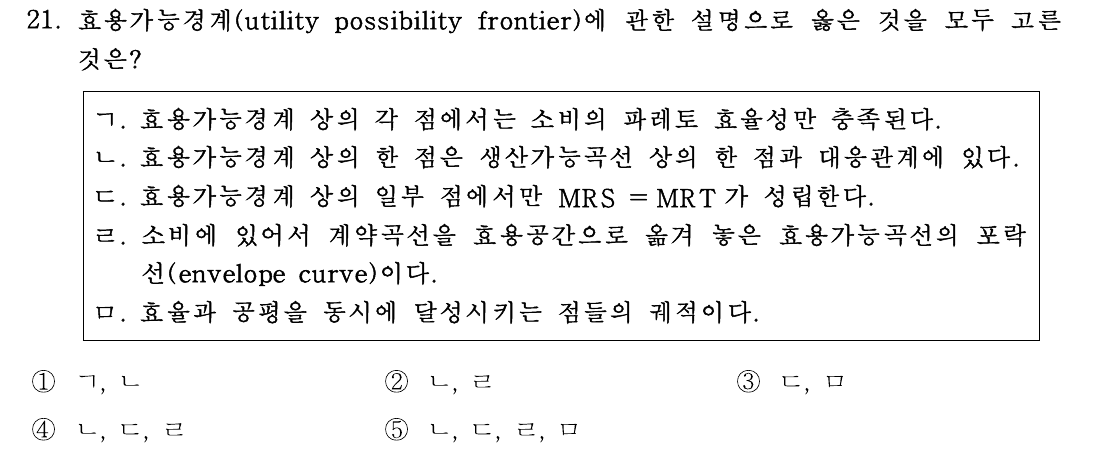 21. 효용가능경계(utility possibility frontier)에 관한 설명으로 옳은 것을 모두 고른
것은?
ㄱ. 효용가능경계 상의 각 점에서는 소비의 파레토 효율성만 충족된다.
ㄴ. 효용가능경계 상의 한 점은 생산가능곡선 상의 한 점과 대응관계에 있다.
ㄷ. 효용가능경계 상의 일부 점에서만 MRS = MRT가 성립한다.
ㄹ. 소비에 있어서 계약곡선을 효용공간으로 옮겨 놓은 효용가능곡선의 포락
선(envelope curve)이다.
ㅁ. 효율과 공평을 동시에 달성시키는 점들의 궤적이다.
① ㄱ, ㄴ ② ㄴ, ㄹ ③ ㄷ, ㅁ
④ ㄴ, ㄷ, ㄹ ⑤ ㄴ, ㄷ, ㄹ, ㅁ